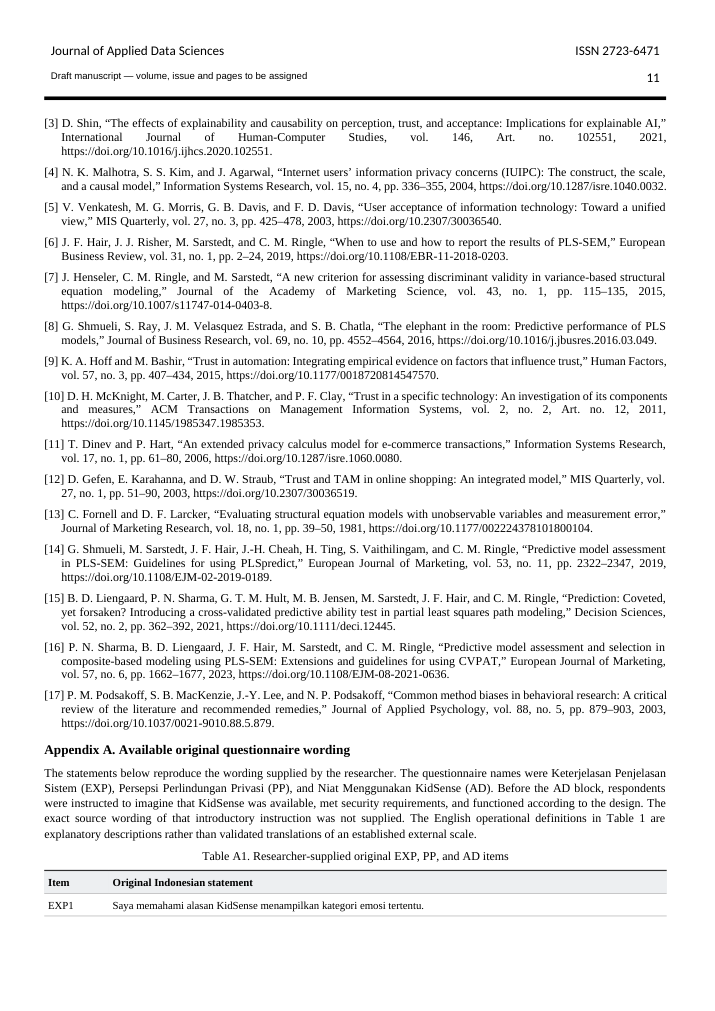 Journal of Applied Data Sciences
ISSN 2723-6471
Draft manuscript — volume, issue and pages to be assigned
11
[3] D. Shin, “The effects of explainability and causability on perception, trust, and acceptance: Implications for explainable AI,”
International Journal of Human-Computer Studies, vol. 146, Art. no. 102551, 2021,
https://doi.org/10.1016/j.ijhcs.2020.102551.
[4] N. K. Malhotra, S. S. Kim, and J. Agarwal, “Internet users’ information privacy concerns (IUIPC): The construct, the scale,
and a causal model,” Information Systems Research, vol. 15, no. 4, pp. 336–355, 2004, https://doi.org/10.1287/isre.1040.0032.
[5] V. Venkatesh, M. G. Morris, G. B. Davis, and F. D. Davis, “User acceptance of information technology: Toward a unified
view,” MIS Quarterly, vol. 27, no. 3, pp. 425–478, 2003, https://doi.org/10.2307/30036540.
[6] J. F. Hair, J. J. Risher, M. Sarstedt, and C. M. Ringle, “When to use and how to report the results of PLS-SEM,” European
Business Review, vol. 31, no. 1, pp. 2–24, 2019, https://doi.org/10.1108/EBR-11-2018-0203.
[7] J. Henseler, C. M. Ringle, and M. Sarstedt, “A new criterion for assessing discriminant validity in variance-based structural
equation modeling,” Journal of the Academy of Marketing Science, vol. 43, no. 1, pp. 115–135, 2015,
https://doi.org/10.1007/s11747-014-0403-8.
[8] G. Shmueli, S. Ray, J. M. Velasquez Estrada, and S. B. Chatla, “The elephant in the room: Predictive performance of PLS
models,” Journal of Business Research, vol. 69, no. 10, pp. 4552–4564, 2016, https://doi.org/10.1016/j.jbusres.2016.03.049.
[9] K. A. Hoff and M. Bashir, “Trust in automation: Integrating empirical evidence on factors that influence trust,” Human Factors,
vol. 57, no. 3, pp. 407–434, 2015, https://doi.org/10.1177/0018720814547570.
[10] D. H. McKnight, M. Carter, J. B. Thatcher, and P. F. Clay, “Trust in a specific technology: An investigation of its components
and measures,” ACM Transactions on Management Information Systems, vol. 2, no. 2, Art. no. 12, 2011,
https://doi.org/10.1145/1985347.1985353.
[11] T. Dinev and P. Hart, “An extended privacy calculus model for e-commerce transactions,” Information Systems Research,
vol. 17, no. 1, pp. 61–80, 2006, https://doi.org/10.1287/isre.1060.0080.
[12] D. Gefen, E. Karahanna, and D. W. Straub, “Trust and TAM in online shopping: An integrated model,” MIS Quarterly, vol.
27, no. 1, pp. 51–90, 2003, https://doi.org/10.2307/30036519.
[13] C. Fornell and D. F. Larcker, “Evaluating structural equation models with unobservable variables and measurement error,”
Journal of Marketing Research, vol. 18, no. 1, pp. 39–50, 1981, https://doi.org/10.1177/002224378101800104.
[14] G. Shmueli, M. Sarstedt, J. F. Hair, J.-H. Cheah, H. Ting, S. Vaithilingam, and C. M. Ringle, “Predictive model assessment
in PLS-SEM: Guidelines for using PLSpredict,” European Journal of Marketing, vol. 53, no. 11, pp. 2322–2347, 2019,
https://doi.org/10.1108/EJM-02-2019-0189.
[15] B. D. Liengaard, P. N. Sharma, G. T. M. Hult, M. B. Jensen, M. Sarstedt, J. F. Hair, and C. M. Ringle, “Prediction: Coveted,
yet forsaken? Introducing a cross-validated predictive ability test in partial least squares path modeling,” Decision Sciences,
vol. 52, no. 2, pp. 362–392, 2021, https://doi.org/10.1111/deci.12445.
[16] P. N. Sharma, B. D. Liengaard, J. F. Hair, M. Sarstedt, and C. M. Ringle, “Predictive model assessment and selection in
composite-based modeling using PLS-SEM: Extensions and guidelines for using CVPAT,” European Journal of Marketing,
vol. 57, no. 6, pp. 1662–1677, 2023, https://doi.org/10.1108/EJM-08-2021-0636.
[17] P. M. Podsakoff, S. B. MacKenzie, J.-Y. Lee, and N. P. Podsakoff, “Common method biases in behavioral research: A critical
review of the literature and recommended remedies,” Journal of Applied Psychology, vol. 88, no. 5, pp. 879–903, 2003,
https://doi.org/10.1037/0021-9010.88.5.879.
Appendix A. Available original questionnaire wording
The statements below reproduce the wording supplied by the researcher. The questionnaire names were Keterjelasan Penjelasan
Sistem (EXP), Persepsi Perlindungan Privasi (PP), and Niat Menggunakan KidSense (AD). Before the AD block, respondents
were instructed to imagine that KidSense was available, met security requirements, and functioned according to the design. The
exact source wording of that introductory instruction was not supplied. The English operational definitions in Table 1 are
explanatory descriptions rather than validated translations of an established external scale.
Table A1. Researcher-supplied original EXP, PP, and AD items
Item
Original Indonesian statement
EXP1
Saya memahami alasan KidSense menampilkan kategori emosi tertentu.